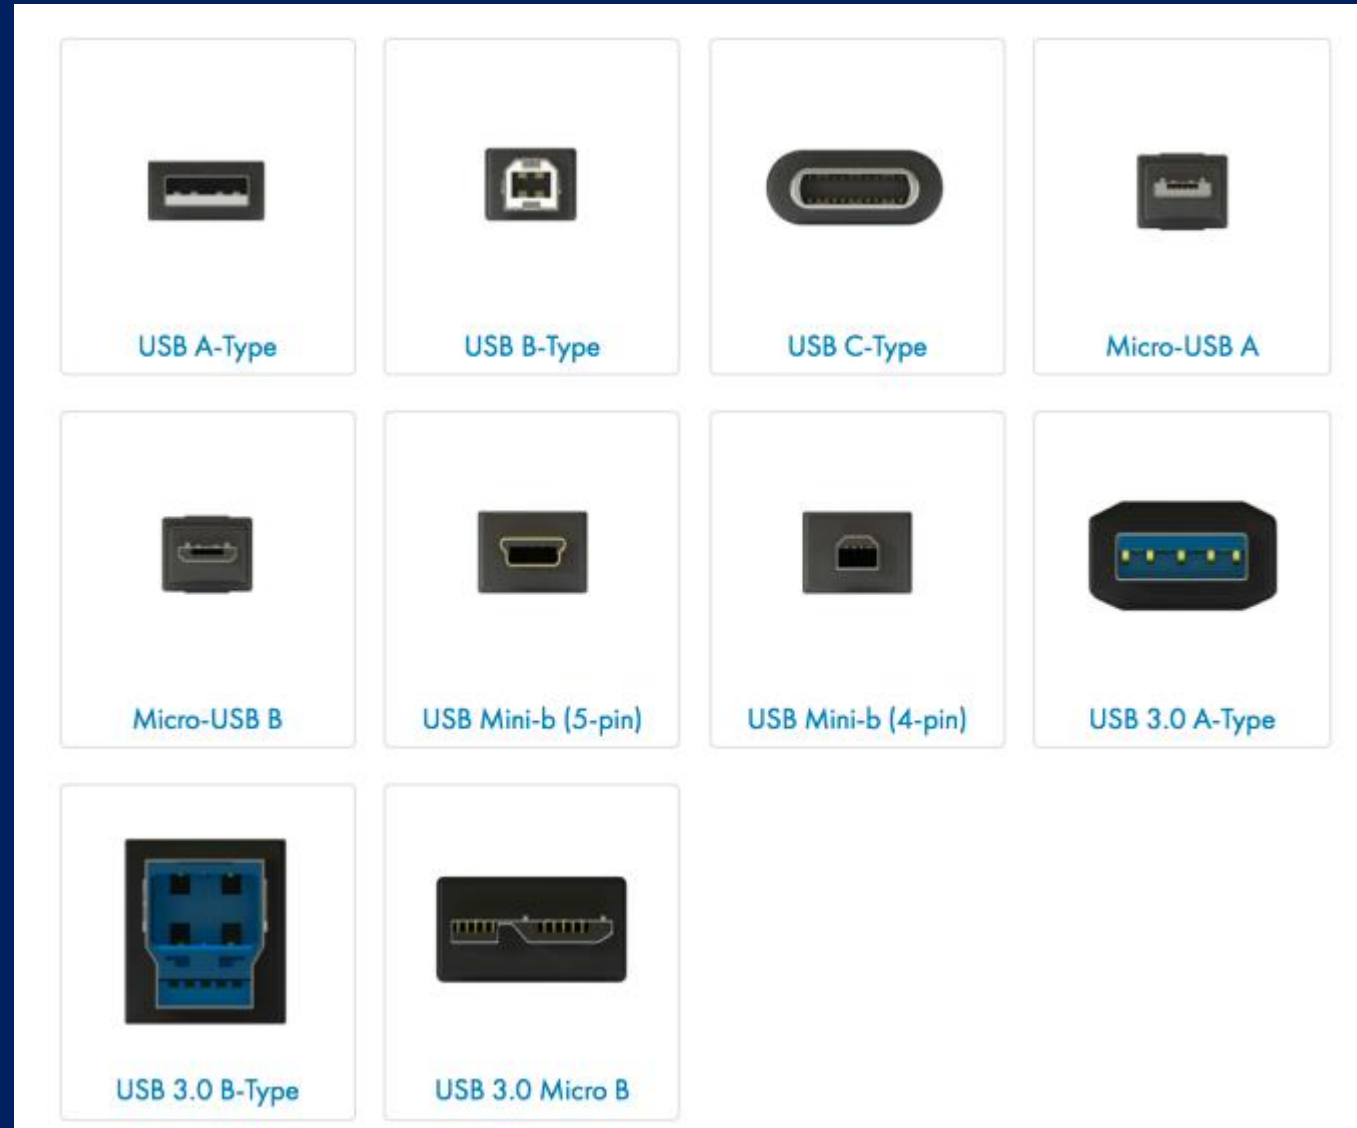 USB A-Type
USB B-Type
USB C-Type
Micro-USB A
Micro-USB B
USB Mini-b (5-pin)
USB Mini-b (4-pin)
USB 3.0 A-Type
USB 3.0 B-Type
USB 3.0 Micro B